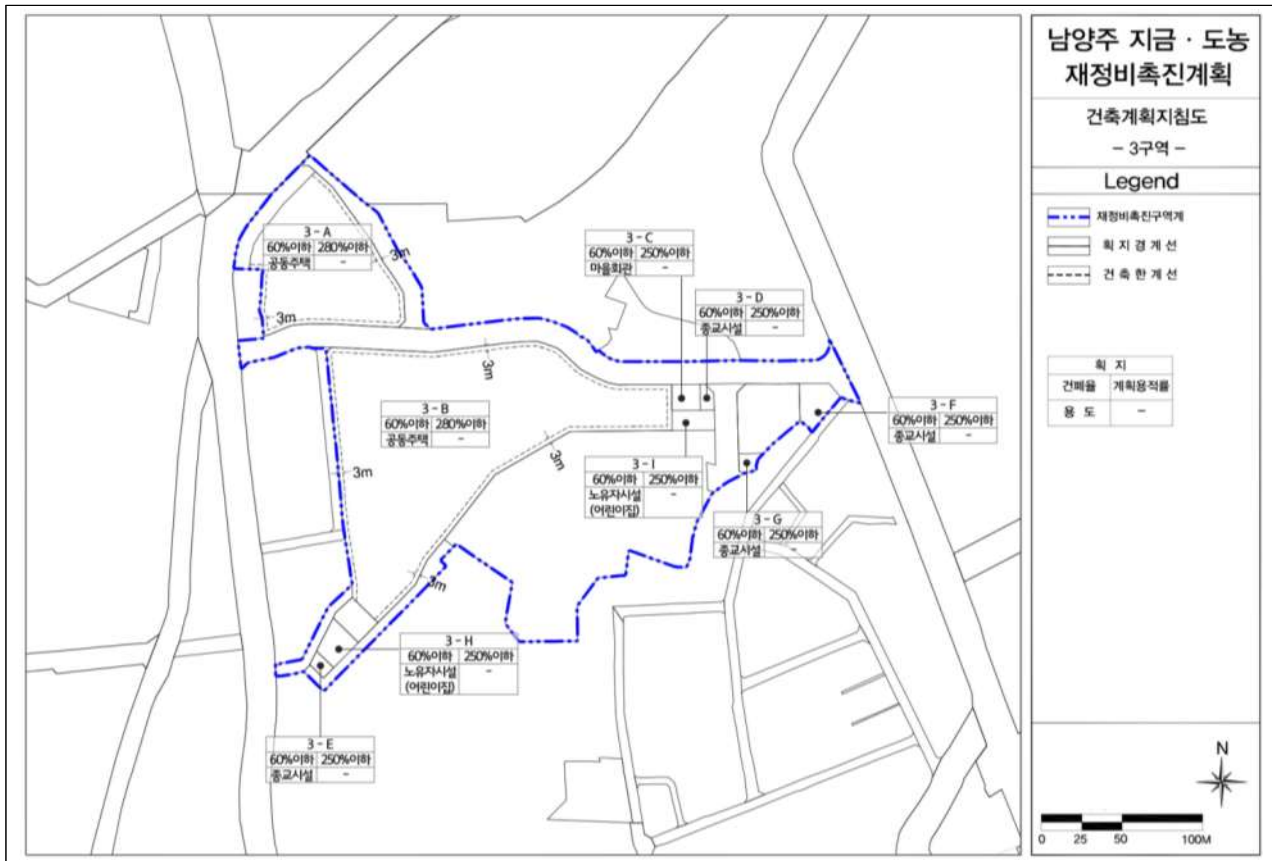 남양주 지금 · 도농
재정비촉진계획
건축계획지침도
- 3구역 -
Legend
재정비촉진구역계
획 지 경 계 선
건 축 한 계 선
획 지
건폐율 계획용적률
용 도 -
N
0 25 50 100M
3 - A
60%이하 280%이하
공동주택 -
3m
3m
3 - C
60%이하 250%이하
마을회관 -
3 - D
60%이하 250%이하
종교시설 -
3m
3 - B
60%이하 280%이하
공동주택 -
3 - F
60%이하 250%이하
종교시설 -
3m
3m
3 - I
60%이하 250%이하
노유자시설 -
(어린이집)
3 - G
60%이하 250%이하
종교시설 -
3m
3 - H
60%이하 250%이하
노유자시설 -
(어린이집)
3 - E
60%이하 250%이하
종교시설 -